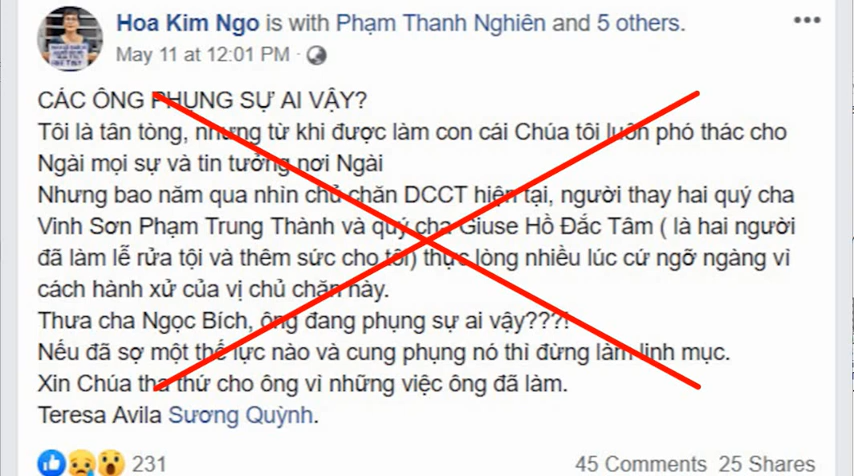 Hoa Kim Ngo is with Phạm Thanh Nghiên and 5 others.
May 11 at 12:01 PM ·
CÁC ÔNG PHỤNG SỰ AI VẬY?
Tôi là tân tòng, nhưng từ khi được làm con cái Chúa tôi luôn phó thác cho
Ngài mọi sự và tin tưởng nơi Ngài
Nhưng bao năm qua nhìn chủ chăn DCCT hiện tại, người thay hai quý cha
Vinh Sơn Phạm Trung Thành và quý cha Giuse Hồ Đắc Tâm ( là hai người
đã làm lễ rửa tội và thêm sức cho tôi) thực lòng nhiều lúc cứ ngỡ ngàng vì
cách hành xử của vị chủ chăn này.
Thưa cha Ngọc Bích, ông đang phụng sự ai vậy???!
Nếu đã sợ một thế lực nào và cung phụng nó thì đừng làm linh mục.
Xin Chúa tha thứ cho ông vì những việc ông đã làm.
Teresa Avila Sương Quỳnh.
231
45 Comments 25 Shares